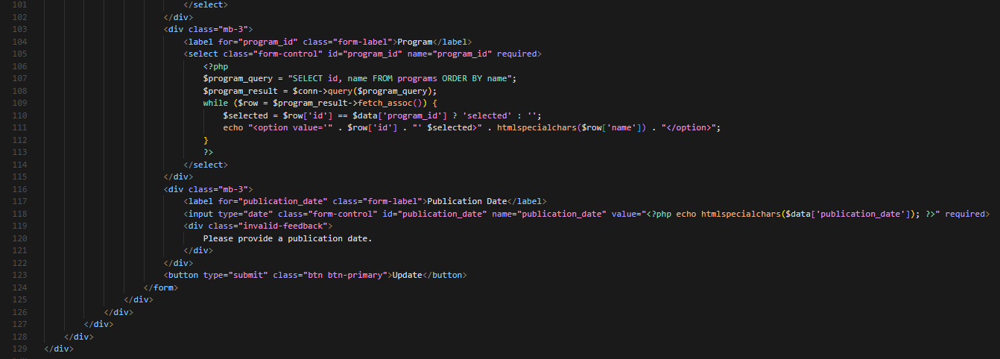 101 </select>
102 </div>
103 <div class="mb-3">
104 <label for="program_id" class="form-label">Program</label>
105 <select class="form-control" id="program_id" name="program_id" required>
106 <?php
107 $program_query = "SELECT id, name FROM programs ORDER BY name";
108 $program_result = $conn->query($program_query);
109 while ($row = $program_result->fetch_assoc()) {
110 $selected = $row['id'] == $data['program_id'] ? 'selected' : '';
111 echo "<option value='" . $row['id'] . "' $selected>" . htmlspecialchars($row['name']) . "</option>";
112 }
113 ?>
114 </select>
115 </div>
116 <div class="mb-3">
117 <label for="publication_date" class="form-label">Publication Date</label>
118 <input type="date" class="form-control" id="publication_date" name="publication_date" value="<?php echo htmlspecialchars($data['publication_date']); ?>" required>
119 <div class="invalid-feedback">
120 Please provide a publication date.
121 </div>
122 </div>
123 <button type="submit" class="btn btn-primary">Update</button>
124 </form>
125 </div>
126 </div>
127 </div>
128 </div>
129 </div>